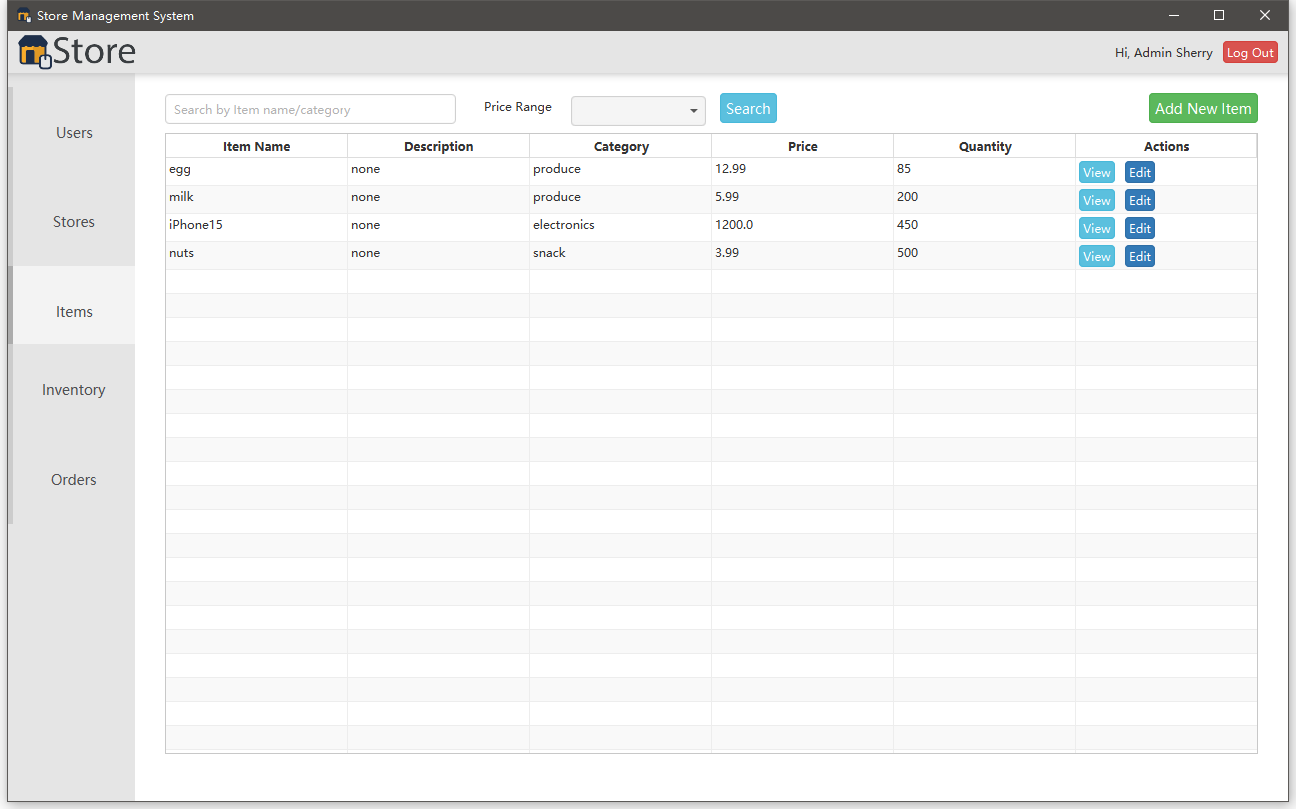 Store Management System
Store
Hi, Admin Sherry Log Out
Users
Stores
Items
Inventory
Orders
Search by Item name/category Price Range Search Add New Item
Item Name Description Category Price Quantity Actions
egg none produce 12.99 85 View Edit
milk none produce 5.99 200 View Edit
iPhone15 none electronics 1200.0 450 View Edit
nuts none snack 3.99 500 View Edit